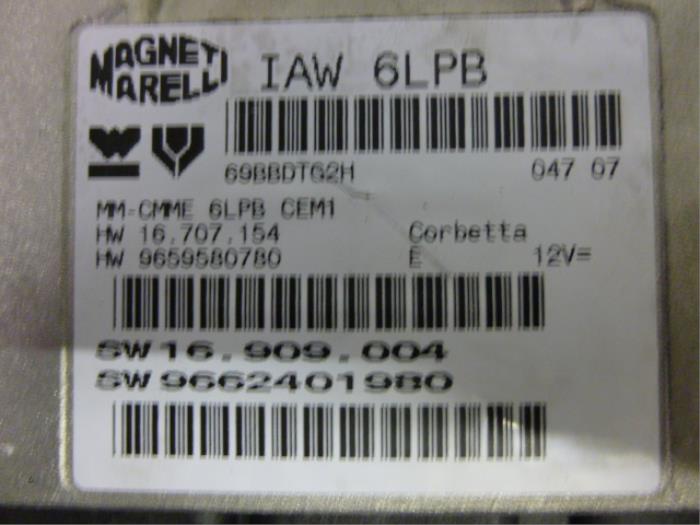 MAGNETI MARELLI
IAW 6LPB
69BBDTG2H 047 07
MM-CMME 6LPB CEM1
HW 16.707.154 Corbetta
HW 9659580780 E 12V=
SW 16.909.004
SW 9662401980